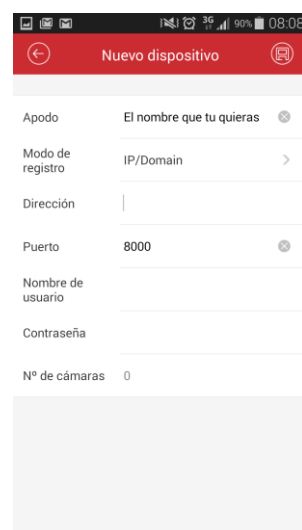 3G 90% 08:08
Nuevo dispositivo
Apodo El nombre que tu quieras
Modo de
registro IP/Domain
Dirección
Puerto 8000
Nombre de
usuario
Contraseña
Nº de cámaras 0